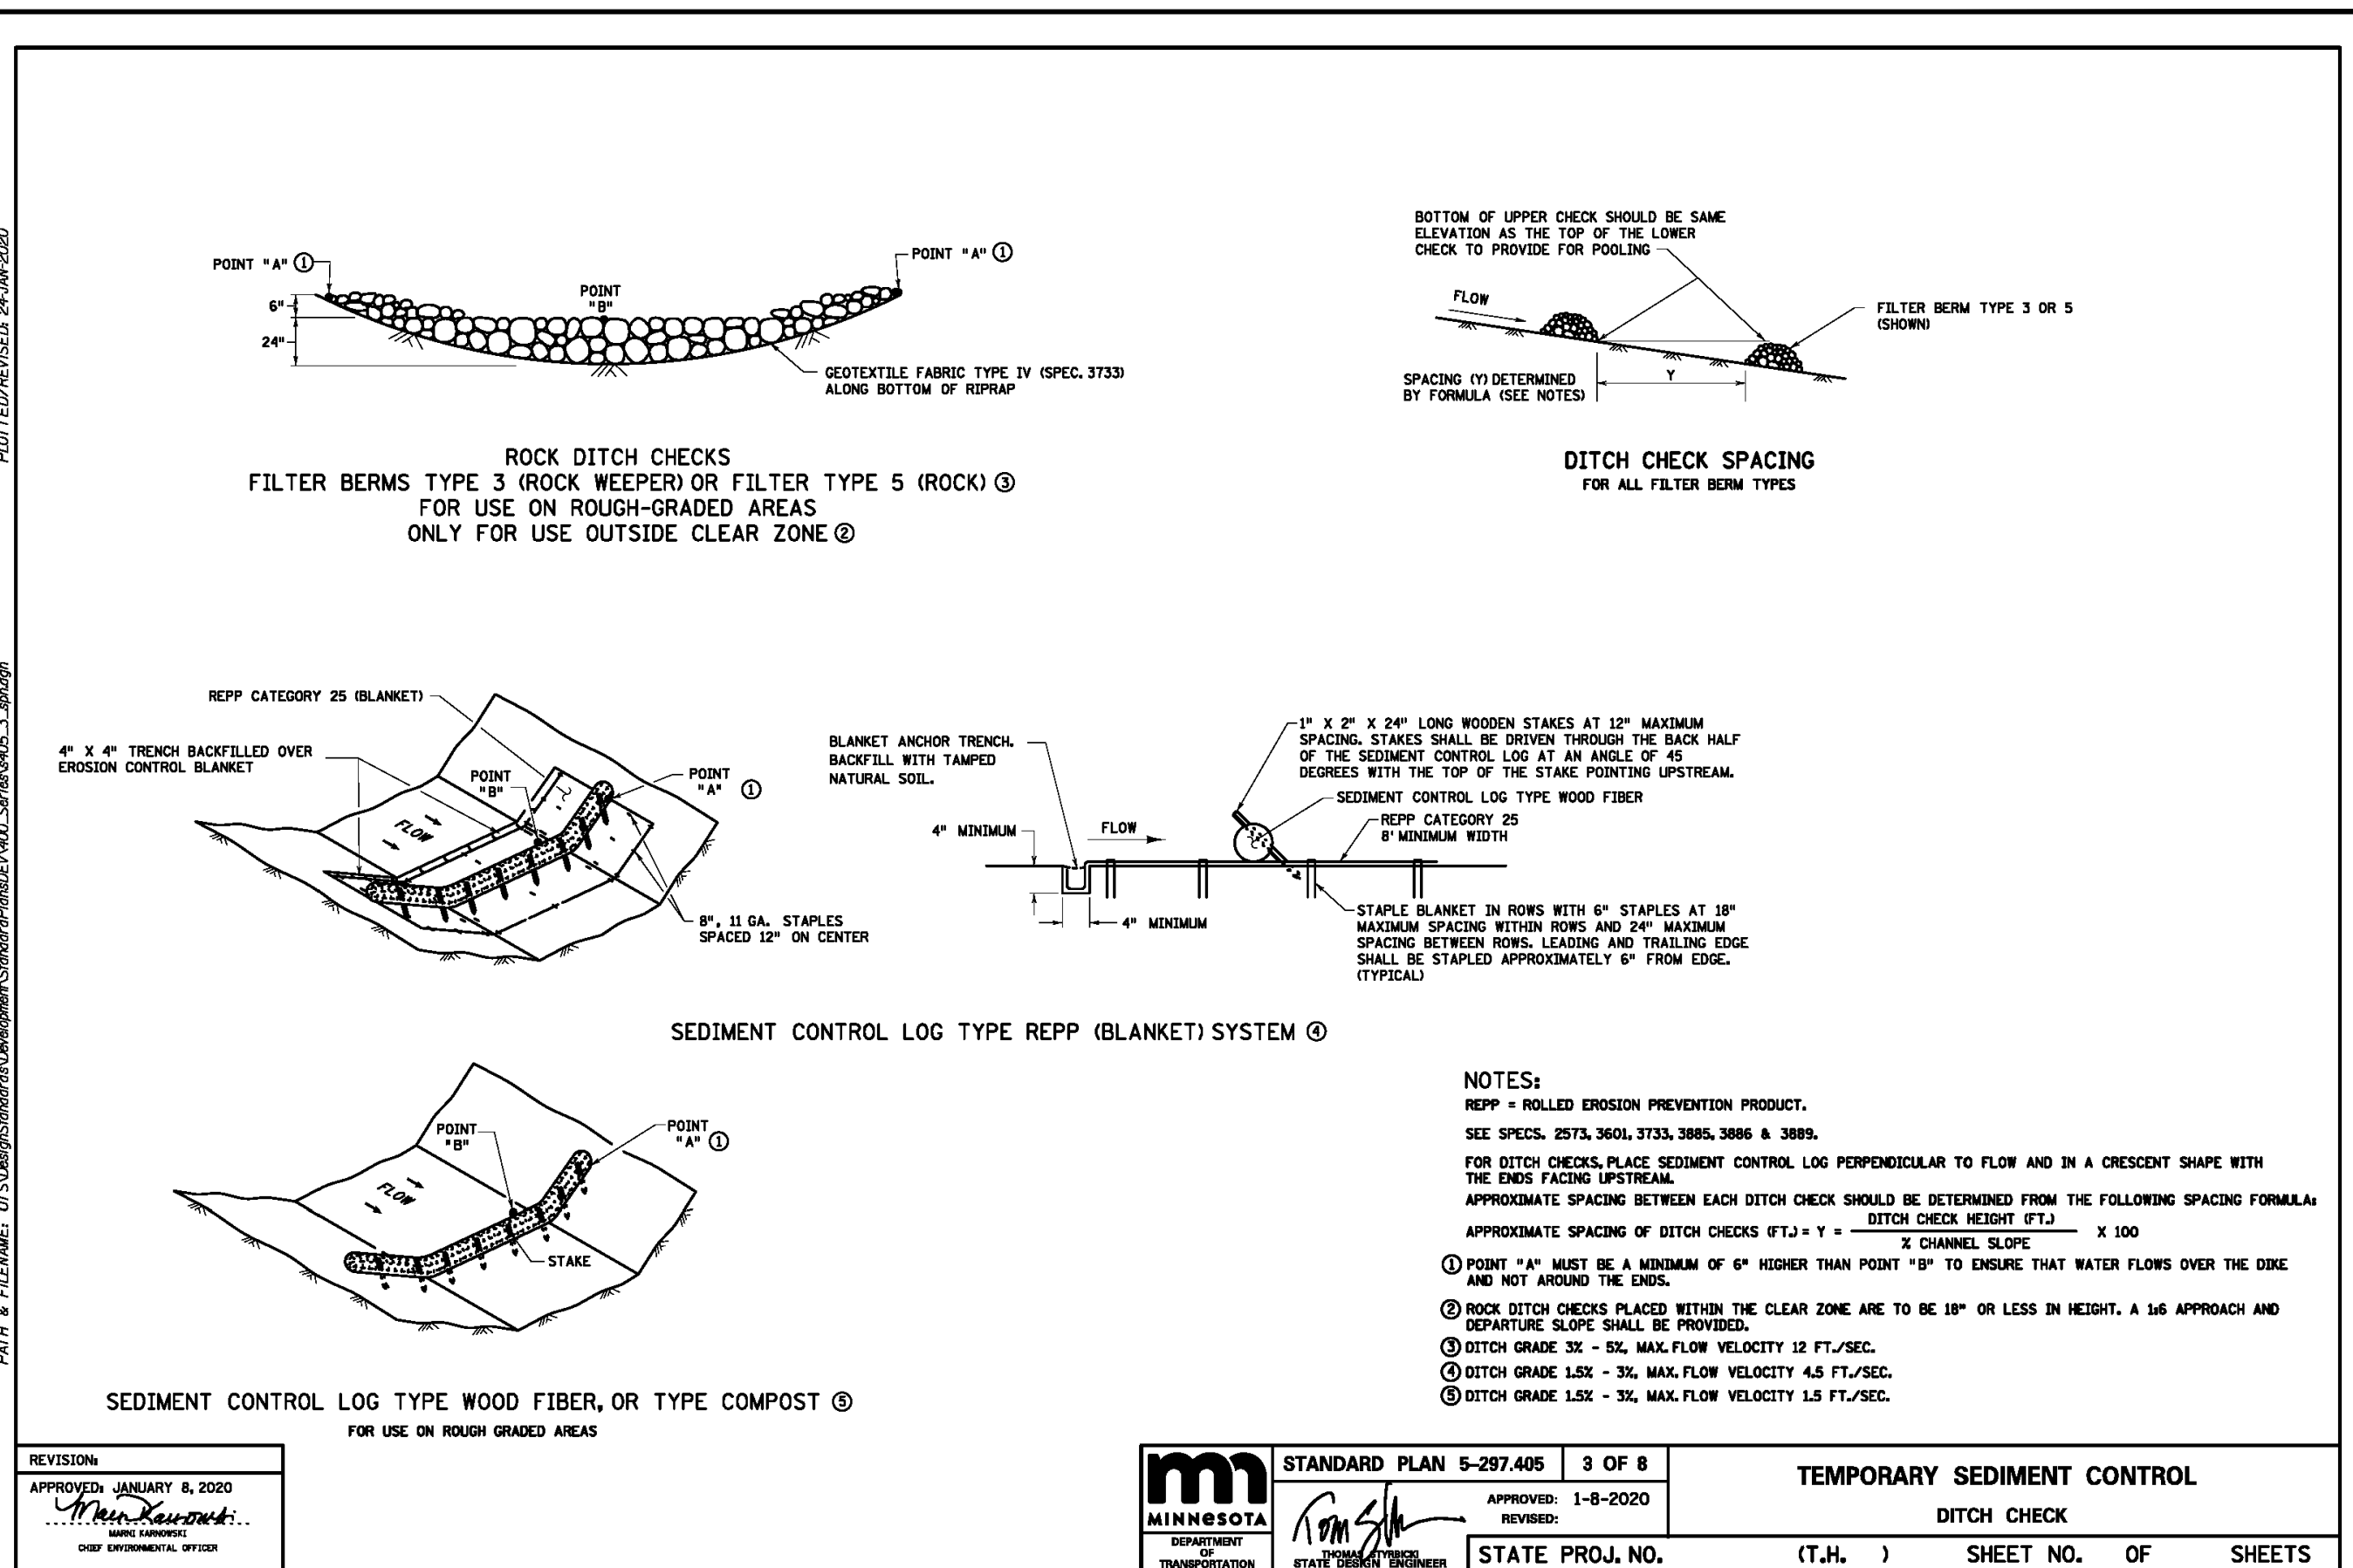 PLOTTED/REVISED: 24-JAN-2020
POINT "A" ①
6"
24"
POINT
"B"
POINT "A" ①
GEOTEXTILE FABRIC TYPE IV (SPEC. 3733)
ALONG BOTTOM OF RIPRAP
ROCK DITCH CHECKS
FILTER BERMS TYPE 3 (ROCK WEEPER) OR FILTER TYPE 5 (ROCK) ③
FOR USE ON ROUGH-GRADED AREAS
ONLY FOR USE OUTSIDE CLEAR ZONE ②
BOTTOM OF UPPER CHECK SHOULD BE SAME
ELEVATION AS THE TOP OF THE LOWER
CHECK TO PROVIDE FOR POOLING
FLOW
FILTER BERM TYPE 3 OR 5
(SHOWN)
SPACING (Y) DETERMINED
BY FORMULA (SEE NOTES)
Y
DITCH CHECK SPACING
FOR ALL FILTER BERM TYPES
REPP CATEGORY 25 (BLANKET)
4" X 4" TRENCH BACKFILLED OVER
EROSION CONTROL BLANKET
POINT
"B"
POINT
"A" ①
FLOW
8", 11 GA. STAPLES
SPACED 12" ON CENTER
BLANKET ANCHOR TRENCH.
BACKFILL WITH TAMPED
NATURAL SOIL.
4" MINIMUM
FLOW
4" MINIMUM
1" X 2" X 24" LONG WOODEN STAKES AT 12" MAXIMUM
SPACING. STAKES SHALL BE DRIVEN THROUGH THE BACK HALF
OF THE SEDIMENT CONTROL LOG AT AN ANGLE OF 45
DEGREES WITH THE TOP OF THE STAKE POINTING UPSTREAM.
SEDIMENT CONTROL LOG TYPE WOOD FIBER
REPP CATEGORY 25
8' MINIMUM WIDTH
STAPLE BLANKET IN ROWS WITH 6" STAPLES AT 18"
MAXIMUM SPACING WITHIN ROWS AND 24" MAXIMUM
SPACING BETWEEN ROWS. LEADING AND TRAILING EDGE
SHALL BE STAPLED APPROXIMATELY 6" FROM EDGE.
(TYPICAL)
SEDIMENT CONTROL LOG TYPE REPP (BLANKET) SYSTEM ④
POINT
"B"
POINT
"A" ①
FLOW
STAKE
SEDIMENT CONTROL LOG TYPE WOOD FIBER, OR TYPE COMPOST ⑤
FOR USE ON ROUGH GRADED AREAS
NOTES:
REPP = ROLLED EROSION PREVENTION PRODUCT.
SEE SPECS. 2573, 3601, 3733, 3885, 3886 & 3889.
FOR DITCH CHECKS, PLACE SEDIMENT CONTROL LOG PERPENDICULAR TO FLOW AND IN A CRESCENT SHAPE WITH
THE ENDS FACING UPSTREAM.
APPROXIMATE SPACING BETWEEN EACH DITCH CHECK SHOULD BE DETERMINED FROM THE FOLLOWING SPACING FORMULA:
APPROXIMATE SPACING OF DITCH CHECKS (FT.) = Y = DITCH CHECK HEIGHT (FT.) / % CHANNEL SLOPE X 100
① POINT "A" MUST BE A MINIMUM OF 6" HIGHER THAN POINT "B" TO ENSURE THAT WATER FLOWS OVER THE DIKE
AND NOT AROUND THE ENDS.
② ROCK DITCH CHECKS PLACED WITHIN THE CLEAR ZONE ARE TO BE 18" OR LESS IN HEIGHT. A 1:6 APPROACH AND
DEPARTURE SLOPE SHALL BE PROVIDED.
③ DITCH GRADE 3% - 5%, MAX. FLOW VELOCITY 12 FT./SEC.
④ DITCH GRADE 1.5% - 3%, MAX. FLOW VELOCITY 4.5 FT./SEC.
⑤ DITCH GRADE 1.5% - 3%, MAX. FLOW VELOCITY 1.5 FT./SEC.
REVISION:
APPROVED: JANUARY 8, 2020
MARNI KARNOWSKI
CHIEF ENVIRONMENTAL OFFICER
MINNESOTA
DEPARTMENT
OF
TRANSPORTATION
STANDARD PLAN 5-297.405
3 OF 8
APPROVED: 1-8-2020
REVISED:
THOMAS STYRBICKI
STATE DESIGN ENGINEER
TEMPORARY SEDIMENT CONTROL
DITCH CHECK
STATE PROJ. NO. (T.H. ) SHEET NO. OF SHEETS